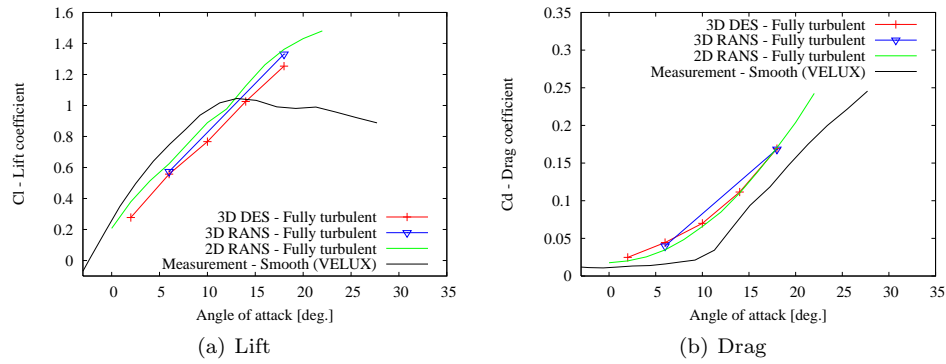 1.6
1.4
1.2
1
0.8
0.6
0.4
0.2
0
Cl - Lift coefficient
3D DES - Fully turbulent
3D RANS - Fully turbulent
2D RANS - Fully turbulent
Measurement - Smooth (VELUX)
0 5 10 15 20 25 30 35
Angle of attack [deg.]
(a) Lift
0.35
0.3
0.25
0.2
0.15
0.1
0.05
0
Cd - Drag coefficient
3D DES - Fully turbulent
3D RANS - Fully turbulent
2D RANS - Fully turbulent
Measurement - Smooth (VELUX)
0 5 10 15 20 25 30 35
Angle of attack [deg.]
(b) Drag